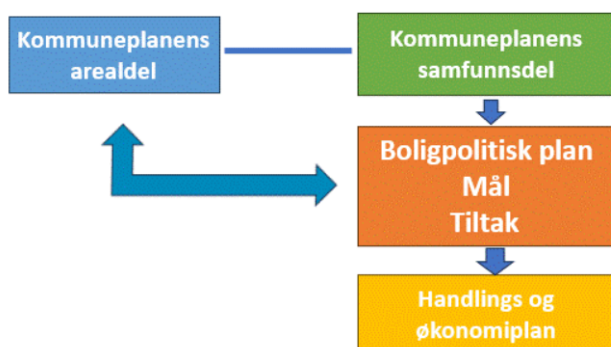 Kommuneplanens
arealdel
Kommuneplanens
samfunnsdel
Boligpolitisk plan
Mål
Tiltak
Handlings og
økonomiplan